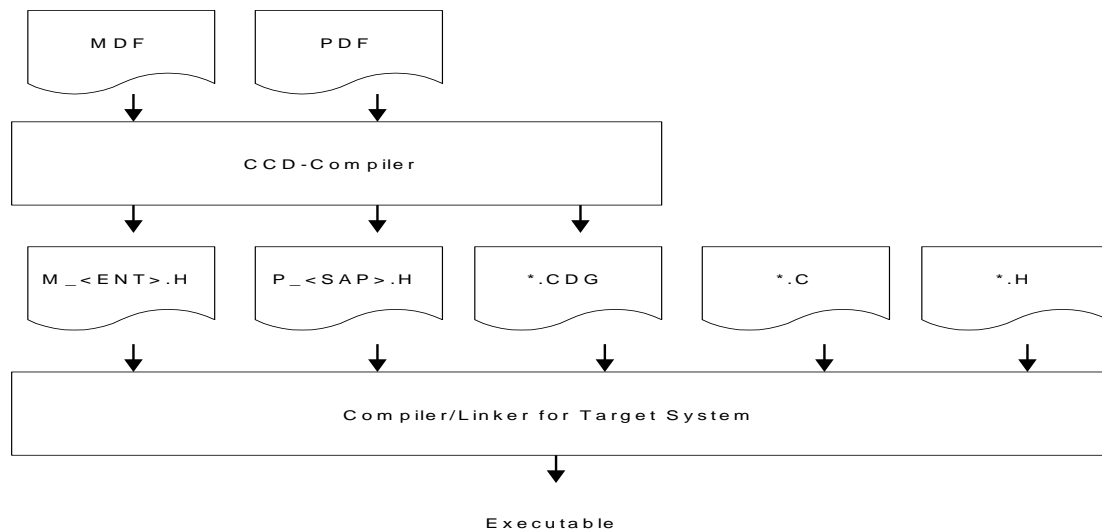 MDF
PDF
CCD-Compiler
M_<ENT>.H
P_<SAP>.H
*.CDG
*.C
*.H
Compiler/Linker for Target System
Executable